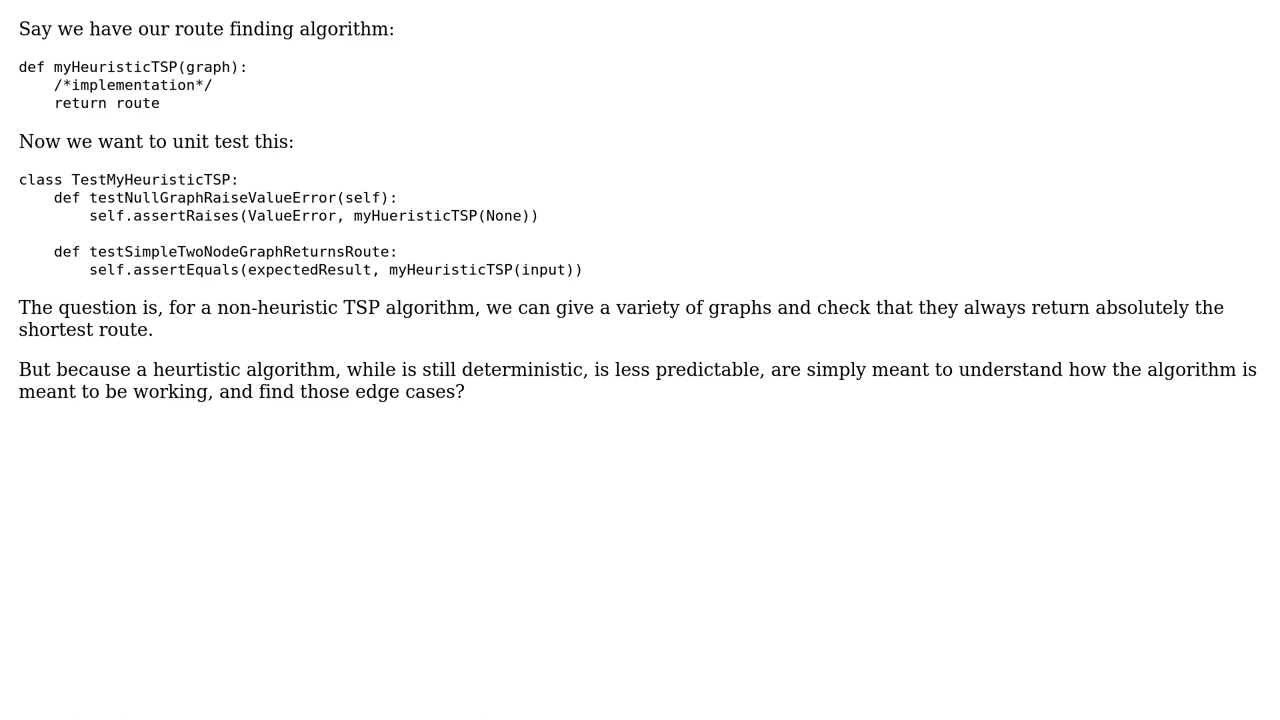 Say we have our route finding algorithm:
def myHeuristicTSP(graph):
    /*implementation*/
    return route
Now we want to unit test this:
class TestMyHeuristicTSP:
    def testNullGraphRaiseValueError(self):
        self.assertRaises(ValueError, myHueristicTSP(None))
    def testSimpleTwoNodeGraphReturnsRoute:
        self.assertEquals(expectedResult, myHeuristicTSP(input))
The question is, for a non-heuristic TSP algorithm, we can give a variety of graphs and check that they always return absolutely the
shortest route.
But because a heurtistic algorithm, while is still deterministic, is less predictable, are simply meant to understand how the algorithm is
meant to be working, and find those edge cases?